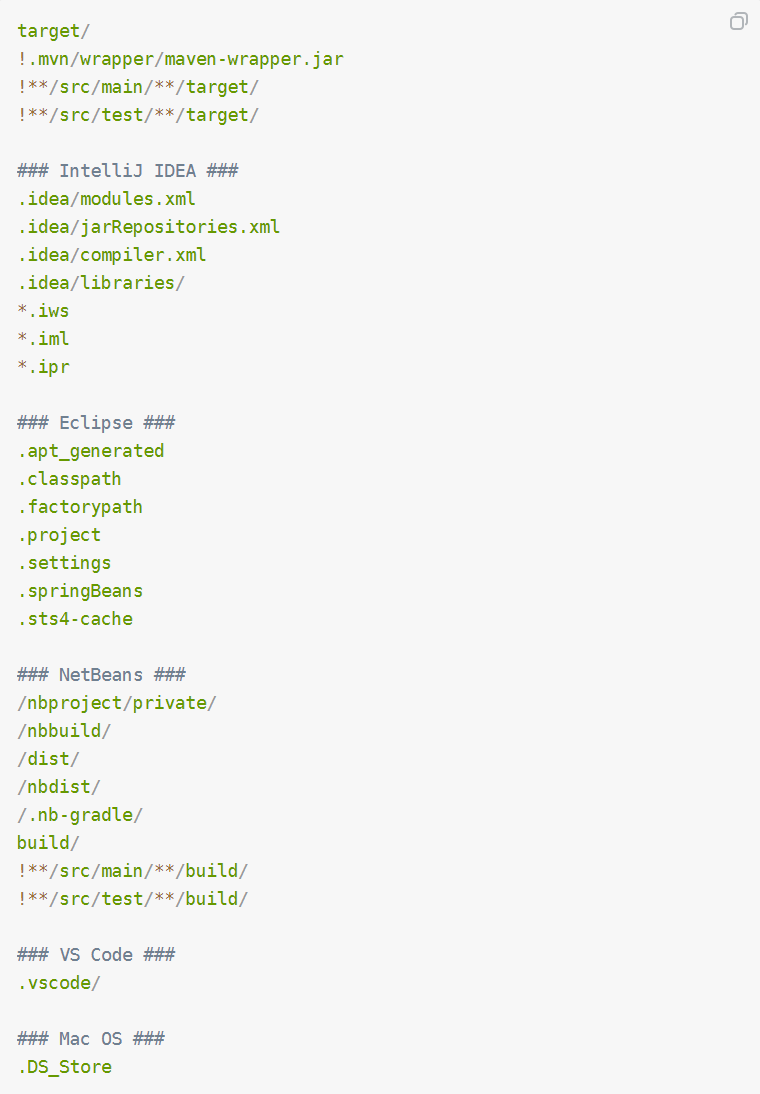 target/
!.mvn/wrapper/maven-wrapper.jar
!**/src/main/**/target/
!**/src/test/**/target/

### IntelliJ IDEA ###
.idea/modules.xml
.idea/jarRepositories.xml
.idea/compiler.xml
.idea/libraries/
*.iws
*.iml
*.ipr

### Eclipse ###
.apt_generated
.classpath
.factorypath
.project
.settings
.springBeans
.sts4-cache

### NetBeans ###
/nbproject/private/
/nbbuild/
/dist/
/nbdist/
/.nb-gradle/
build/
!**/src/main/**/build/
!**/src/test/**/build/

### VS Code ###
.vscode/

### Mac OS ###
.DS_Store